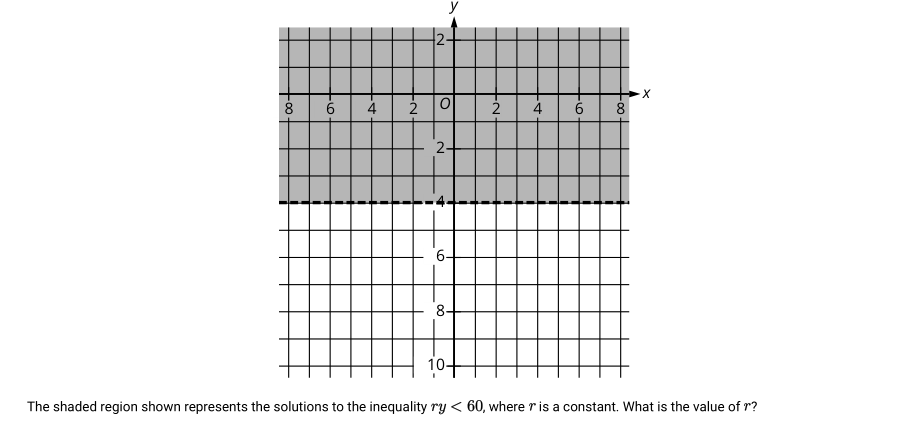 y
2
x
8 6 4 2 O 2 4 6 8
2
4
6
8
10
The shaded region shown represents the solutions to the inequality ry < 60, where r is a constant. What is the value of r?